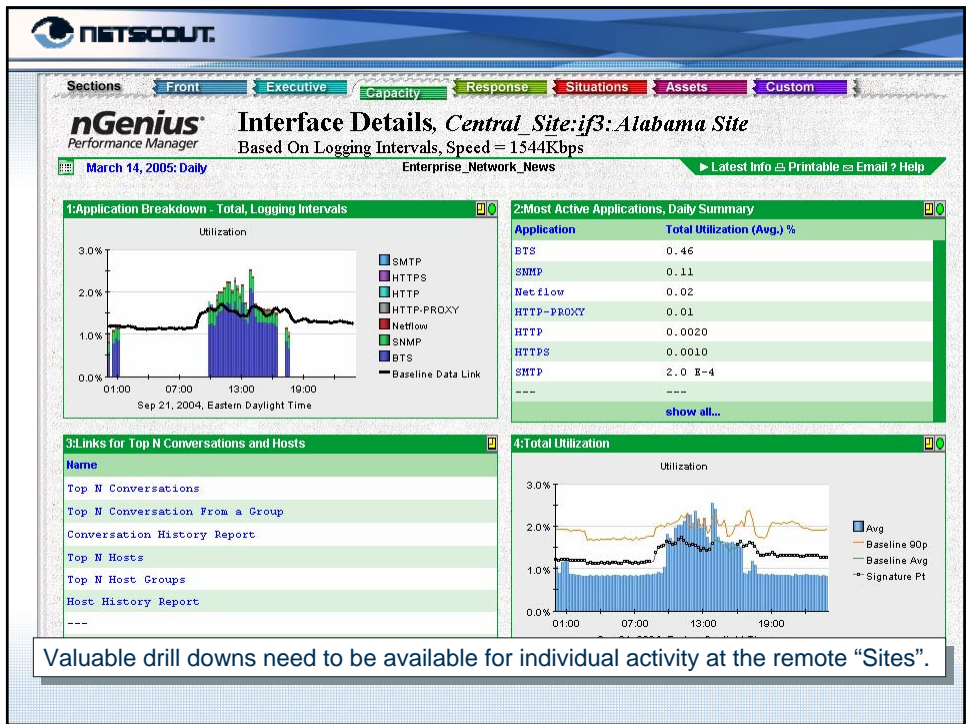 NETSCOUT.
Sections Front Executive Capacity Response Situations Assets Custom
nGenius
Performance Manager
Interface Details, Central_Site:if3:Alabama Site
Based On Logging Intervals, Speed = 1544Kbps
March 14, 2005: Daily
Enterprise_Network_News
Latest Info Printable Email ? Help
1:Application Breakdown - Total, Logging Intervals
Utilization
3.0%
2.0%
1.0%
0.0%
01:00 07:00 13:00 19:00
Sep 21, 2004, Eastern Daylight Time
SMTP
HTTPS
HTTP
HTTP-PROXY
Netflow
SNMP
BTS
Baseline Data Link
2:Most Active Applications, Daily Summary
Application Total Utilization (Avg.) %
BTS 0.46
SNMP 0.11
Netflow 0.02
HTTP-PROXY 0.01
HTTP 0.0020
HTTPS 0.0010
SMTP 2.0 E-4
--- ---
show all...
3:Links for Top N Conversations and Hosts
Name
Top N Conversations
Top N Conversation From a Group
Conversation History Report
Top N Hosts
Top N Host Groups
Host History Report
---
4:Total Utilization
Utilization
3.0%
2.0%
1.0%
0.0%
01:00 07:00 13:00 19:00
Avg
Baseline 90p
Baseline Avg
Signature Pt
Valuable drill downs need to be available for individual activity at the remote “Sites”.